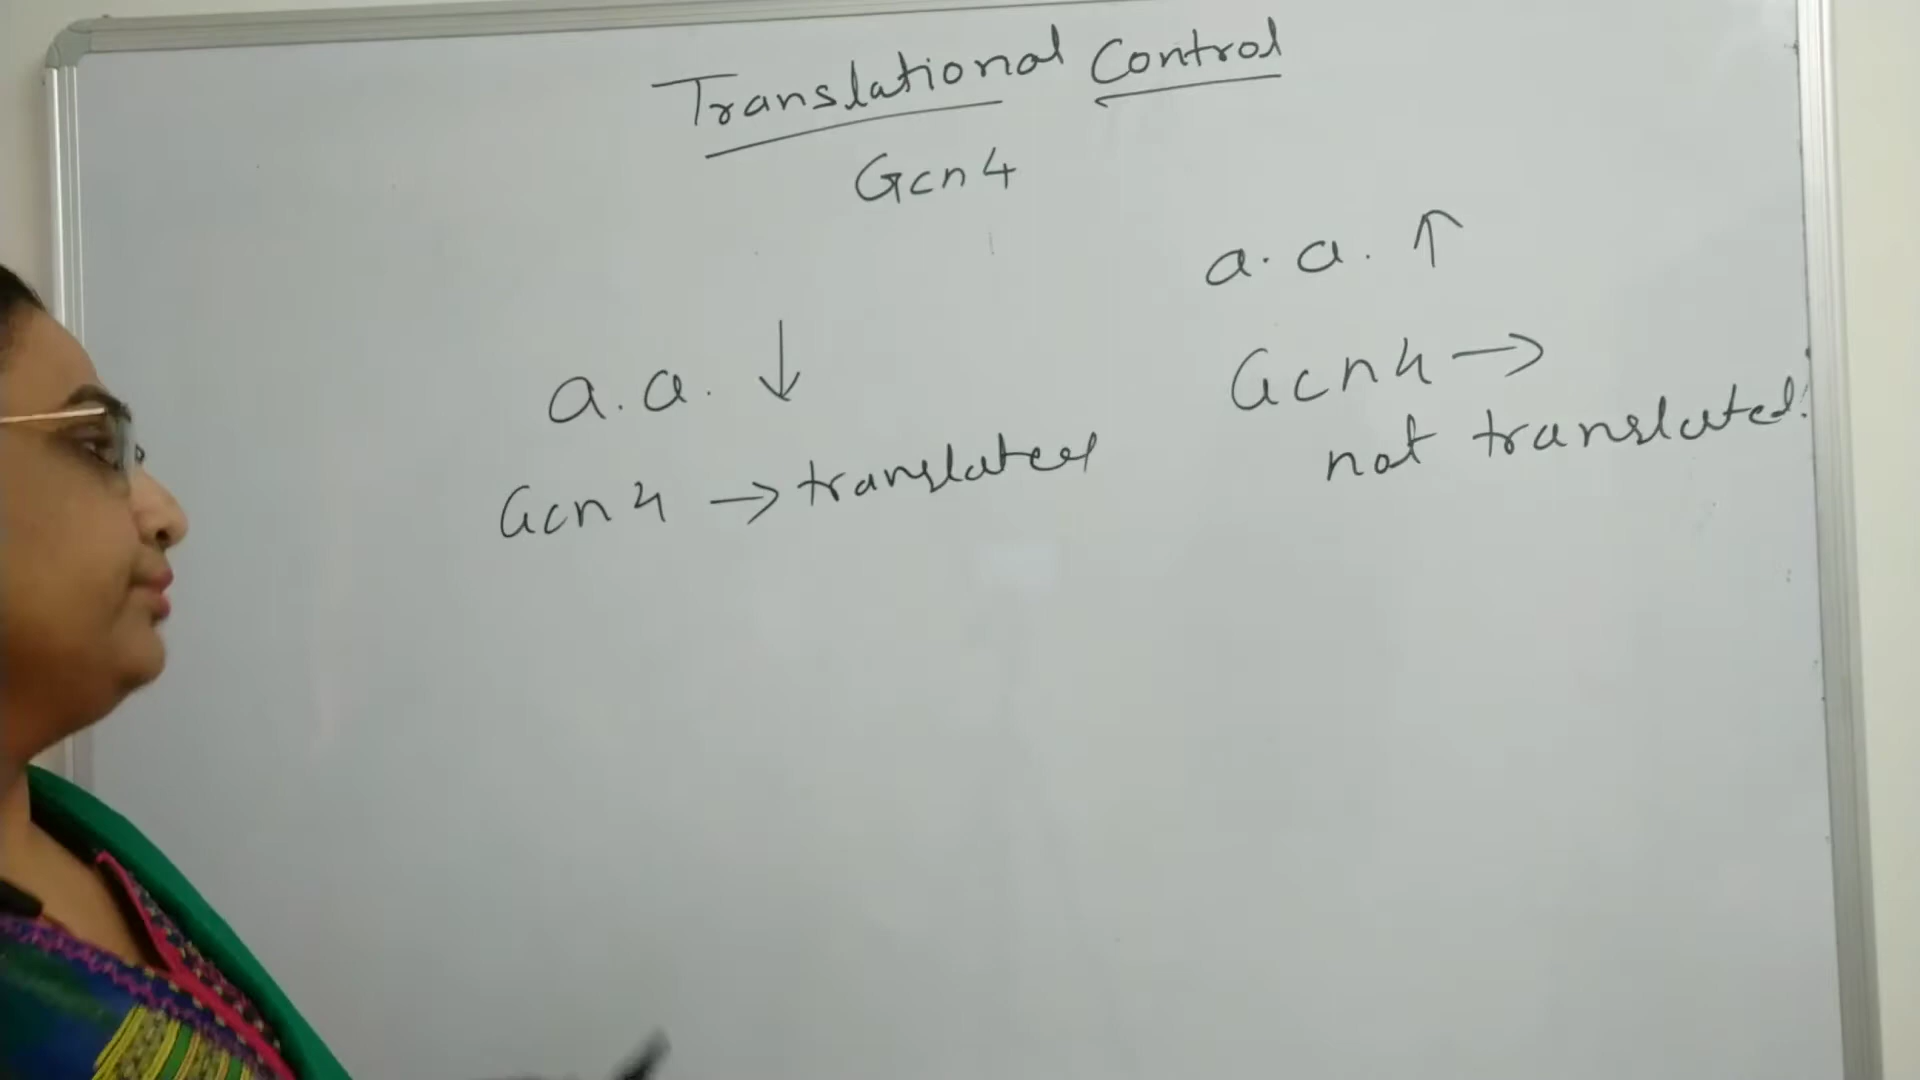 Translational Control
Gcn4
a.a. ↓
Gcn4 → translated
a.a. ↑
Gcn4 →
not translated.